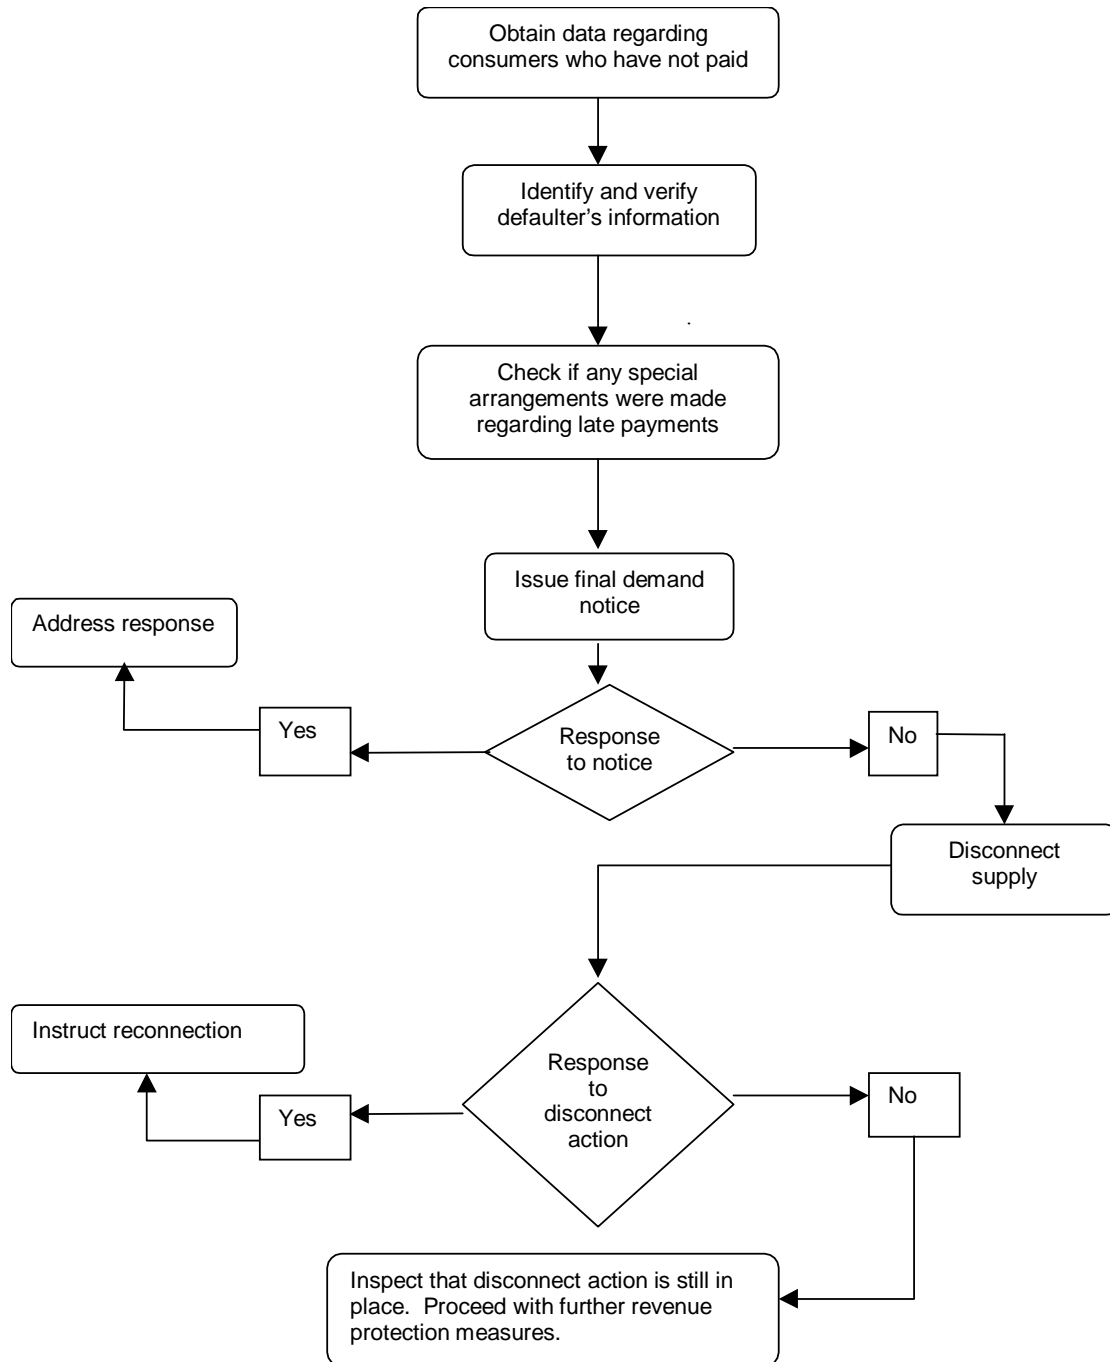 Obtain data regarding
consumers who have not paid
Identify and verify
defaulter’s information
Check if any special
arrangements were made
regarding late payments
Issue final demand
notice
Address response
Yes
Response
to notice
No
Disconnect
supply
Instruct reconnection
Yes
Response
to
disconnect
action
No
Inspect that disconnect action is still in
place.  Proceed with further revenue
protection measures.